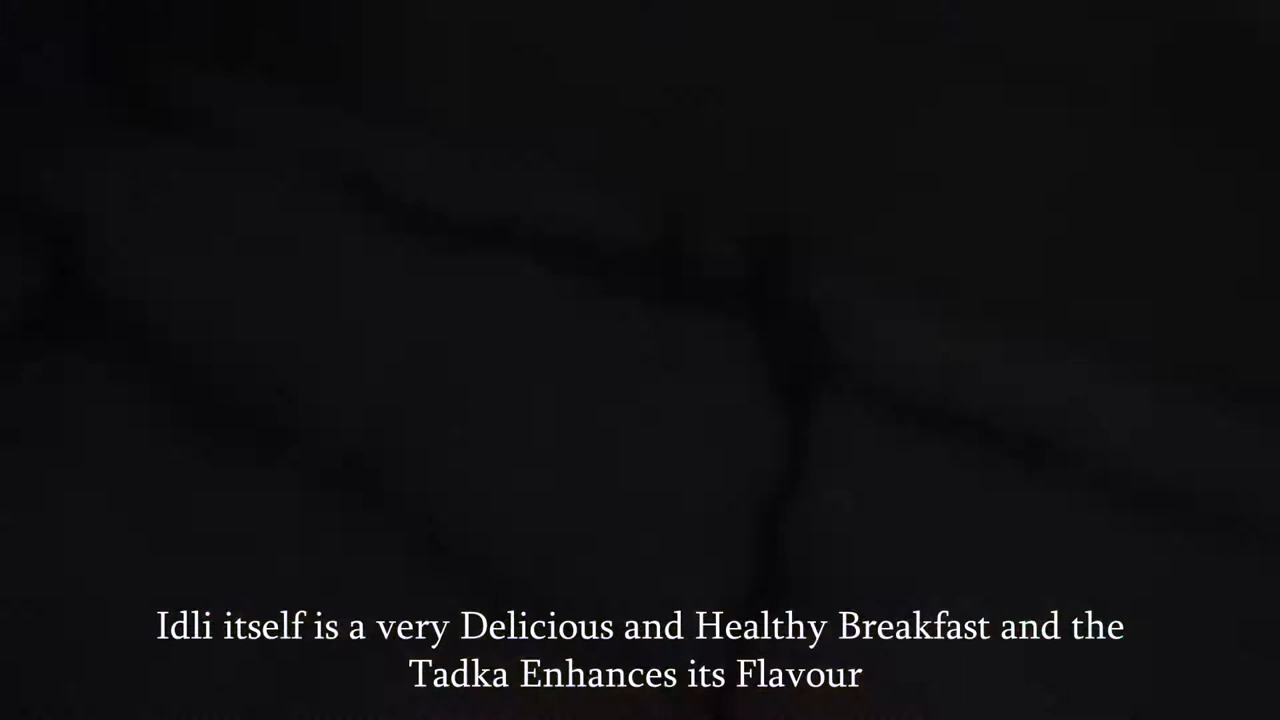 Idli itself is a very Delicious and Healthy Breakfast and the
Tadka Enhances its Flavour